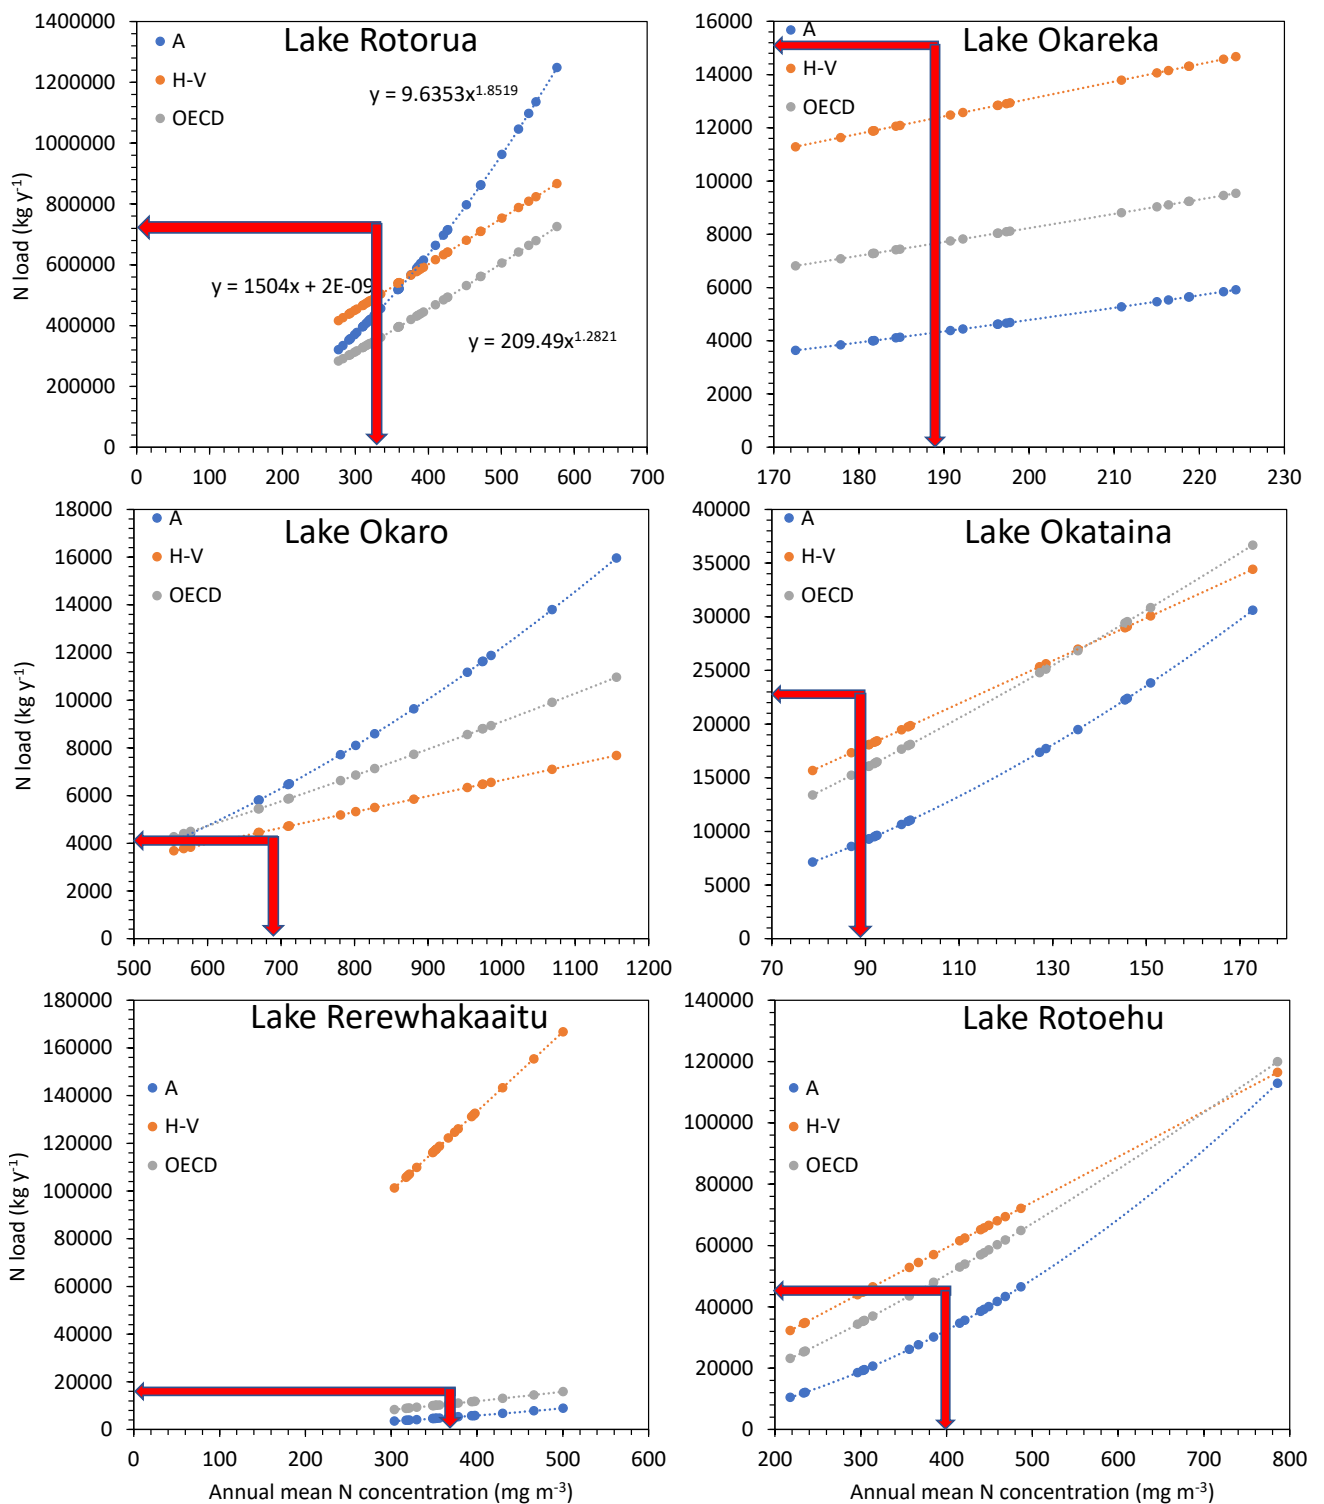 Lake Rotorua
N load (kg y-1)
1400000
1200000
1000000
800000
600000
400000
200000
0
A
H-V
OECD
y = 9.6353x1.8519
y = 1504x + 2E-09
y = 209.49x1.2821
0 100 200 300 400 500 600 700
Lake Okareka
16000
14000
12000
10000
8000
6000
4000
2000
0
A
H-V
OECD
170 180 190 200 210 220 230
Lake Okaro
N load (kg y-1)
18000
16000
14000
12000
10000
8000
6000
4000
2000
0
A
H-V
OECD
500 600 700 800 900 1000 1100 1200
Lake Okataina
40000
35000
30000
25000
20000
15000
10000
5000
0
A
H-V
OECD
70 90 110 130 150 170
Lake Rerewhakaaitu
N load (kg y-1)
180000
160000
140000
120000
100000
80000
60000
40000
20000
0
A
H-V
OECD
0 100 200 300 400 500 600
Annual mean N concentration (mg m-3)
Lake Rotoehu
140000
120000
100000
80000
60000
40000
20000
0
A
H-V
OECD
200 300 400 500 600 700 800
Annual mean N concentration (mg m-3)